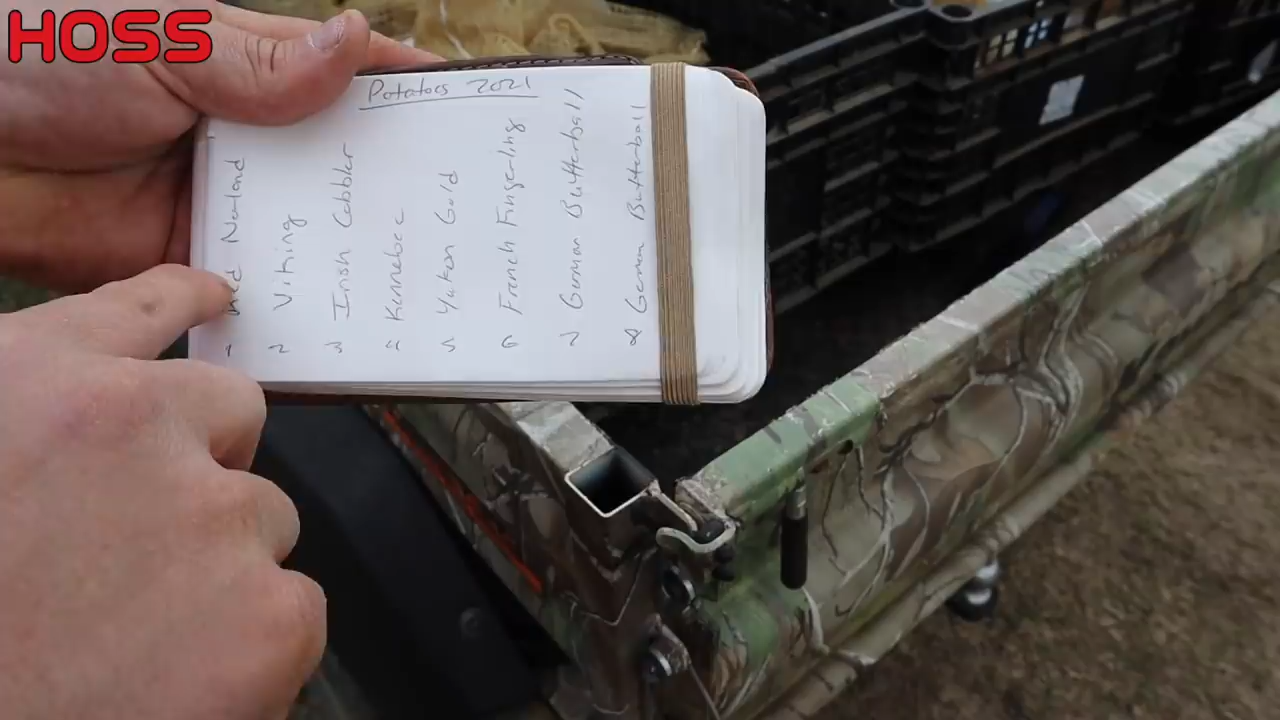 HOSS
Potatoes 2021
1 Red Norland
2 Viking
3 Irish Cobbler
4 Kennebec
5 Yukon Gold
6 French Fingerling
7 German Butterball
8 German Butterball